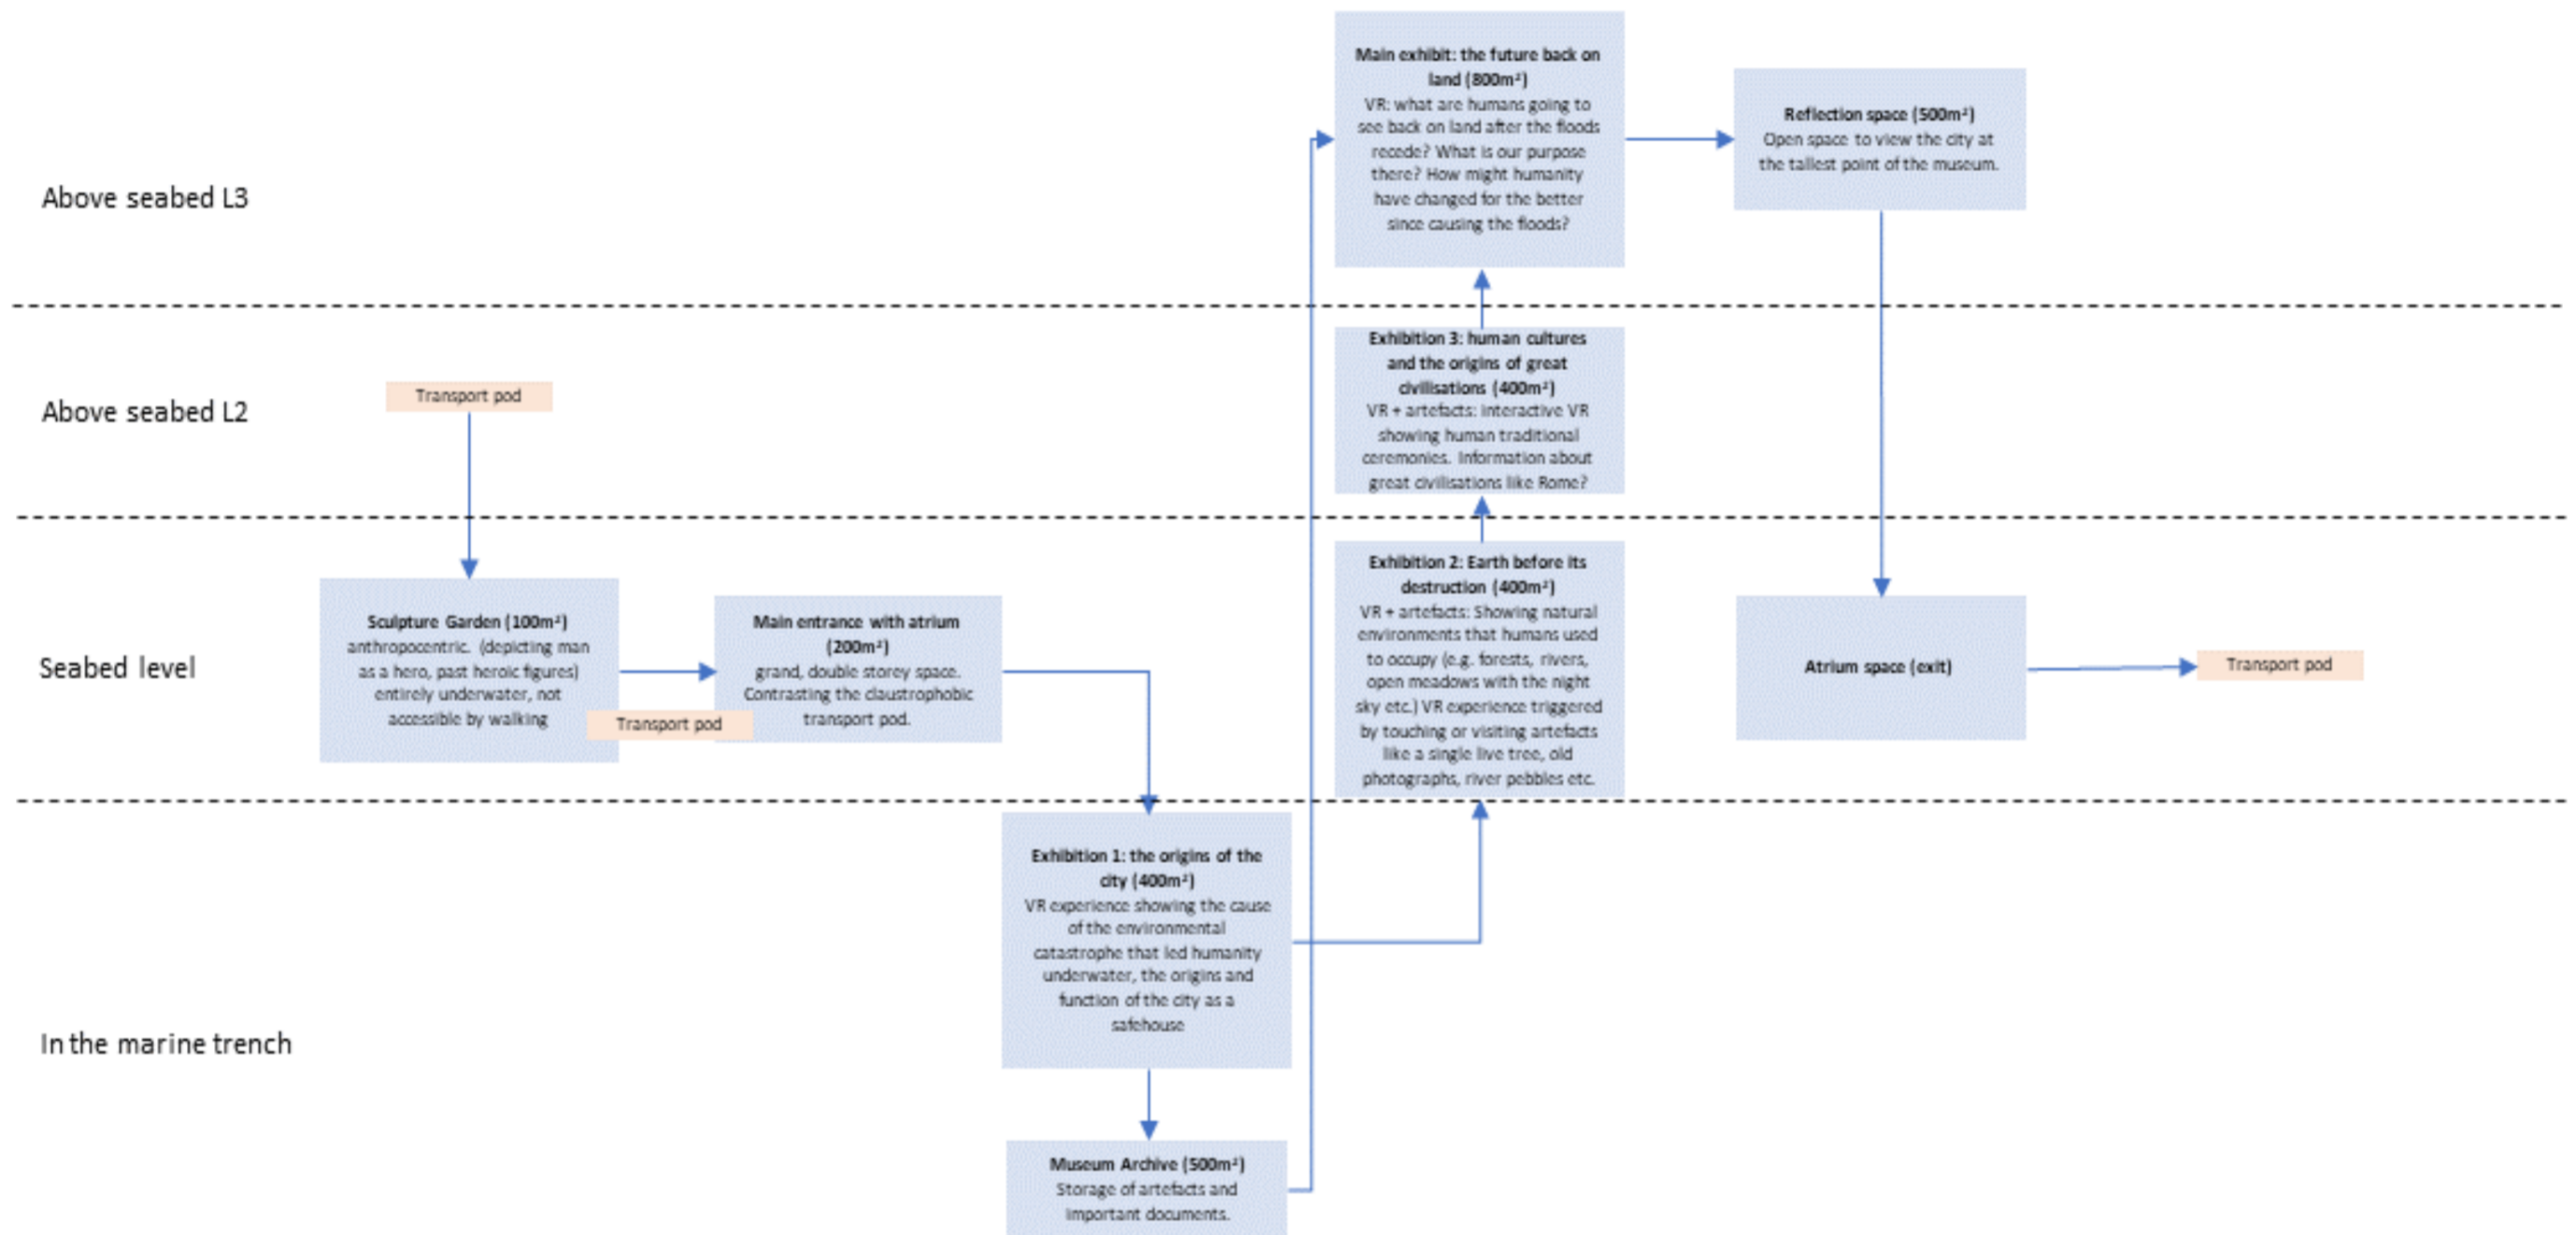 Main exhibit: the future back on
land (800m²)
VR: what are humans going to
see back on land after the floods
recede? What is our purpose
there? How might humanity
have changed for the better
since causing the floods?
Reflection space (500m²)
Open space to view the city at
the tallest point of the museum.
Above seabed L3
Above seabed L2
Transport pod
Exhibition 3: human cultures
and the origins of great
civilisations (400m²)
VR + artefacts: interactive VR
showing human traditional
ceremonies. Information about
great civilisations like Rome?
Seabed level
Sculpture Garden (100m²)
anthropocentric. (depicting man
as a hero, past heroic figures)
entirely underwater, not
accessible by walking
Transport pod
Main entrance with atrium
(200m²)
grand, double storey space.
Contrasting the claustrophobic
transport pod.
Exhibition 2: Earth before its
destruction (400m²)
VR + artefacts: Showing natural
environments that humans used
to occupy (e.g. forests, rivers,
open meadows with the night
sky etc.) VR experience triggered
by touching or visiting artefacts
like a single live tree, old
photographs, river pebbles etc.
Atrium space (exit)
Transport pod
In the marine trench
Exhibition 1: the origins of the
city (400m²)
VR experience showing the cause
of the environmental
catastrophe that led humanity
underwater, the origins and
function of the city as a
safehouse
Museum Archive (500m²)
Storage of artefacts and
important documents.